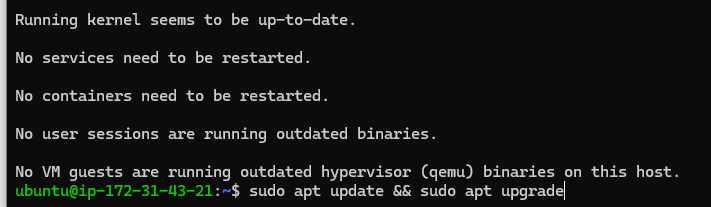 Running kernel seems to be up-to-date.
No services need to be restarted.
No containers need to be restarted.
No user sessions are running outdated binaries.
No VM guests are running outdated hypervisor (qemu) binaries on this host.
ubuntu@ip-172-31-43-21:~$ sudo apt update && sudo apt upgrade